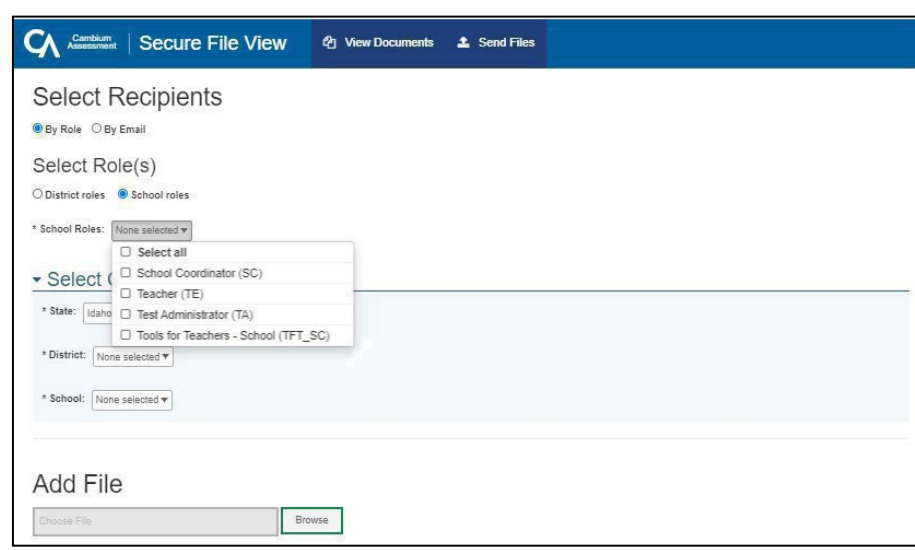 CA Cambium Assessment Secure File View View Documents Send Files
Select Recipients
By Role By Email
Select Role(s)
District roles School roles
* School Roles: None selected
Select all
School Coordinator (SC)
Select
Teacher (TE)
* State: Idaho
Test Administrator (TA)
Tools for Teachers - School (TFT_SC)
* District: None selected
* School: None selected
Add File
Choose File Browse